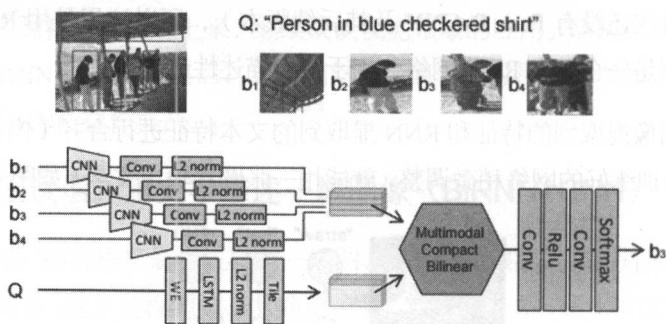 Q: "Person in blue checkered shirt"
b₁ b₂ b₃ b₄
b₁ CNN Conv L2 norm
b₂ CNN Conv L2 norm
b₃ CNN Conv L2 norm
b₄ CNN Conv L2 norm
Multimodal
Compact
Bilinear
Conv
Relu
Conv
Softmax
b₃
Q WE LSTM L2 norm Tile